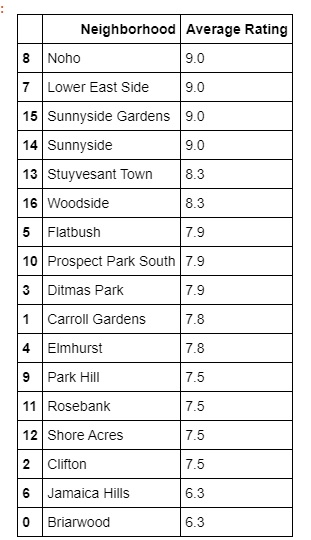 :
Neighborhood Average Rating
8 Noho 9.0
7 Lower East Side 9.0
15 Sunnyside Gardens 9.0
14 Sunnyside 9.0
13 Stuyvesant Town 8.3
16 Woodside 8.3
5 Flatbush 7.9
10 Prospect Park South 7.9
3 Ditmas Park 7.9
1 Carroll Gardens 7.8
4 Elmhurst 7.8
9 Park Hill 7.5
11 Rosebank 7.5
12 Shore Acres 7.5
2 Clifton 7.5
6 Jamaica Hills 6.3
0 Briarwood 6.3